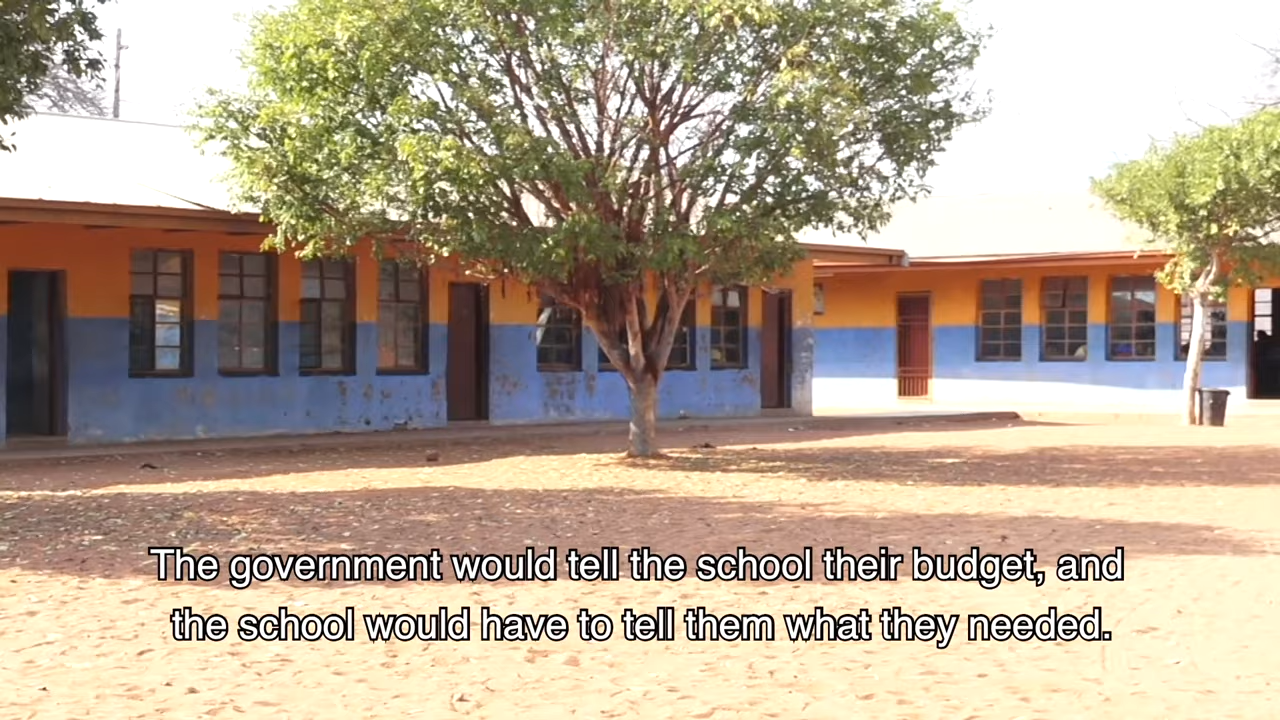 The government would tell the school their budget, and
the school would have to tell them what they needed.